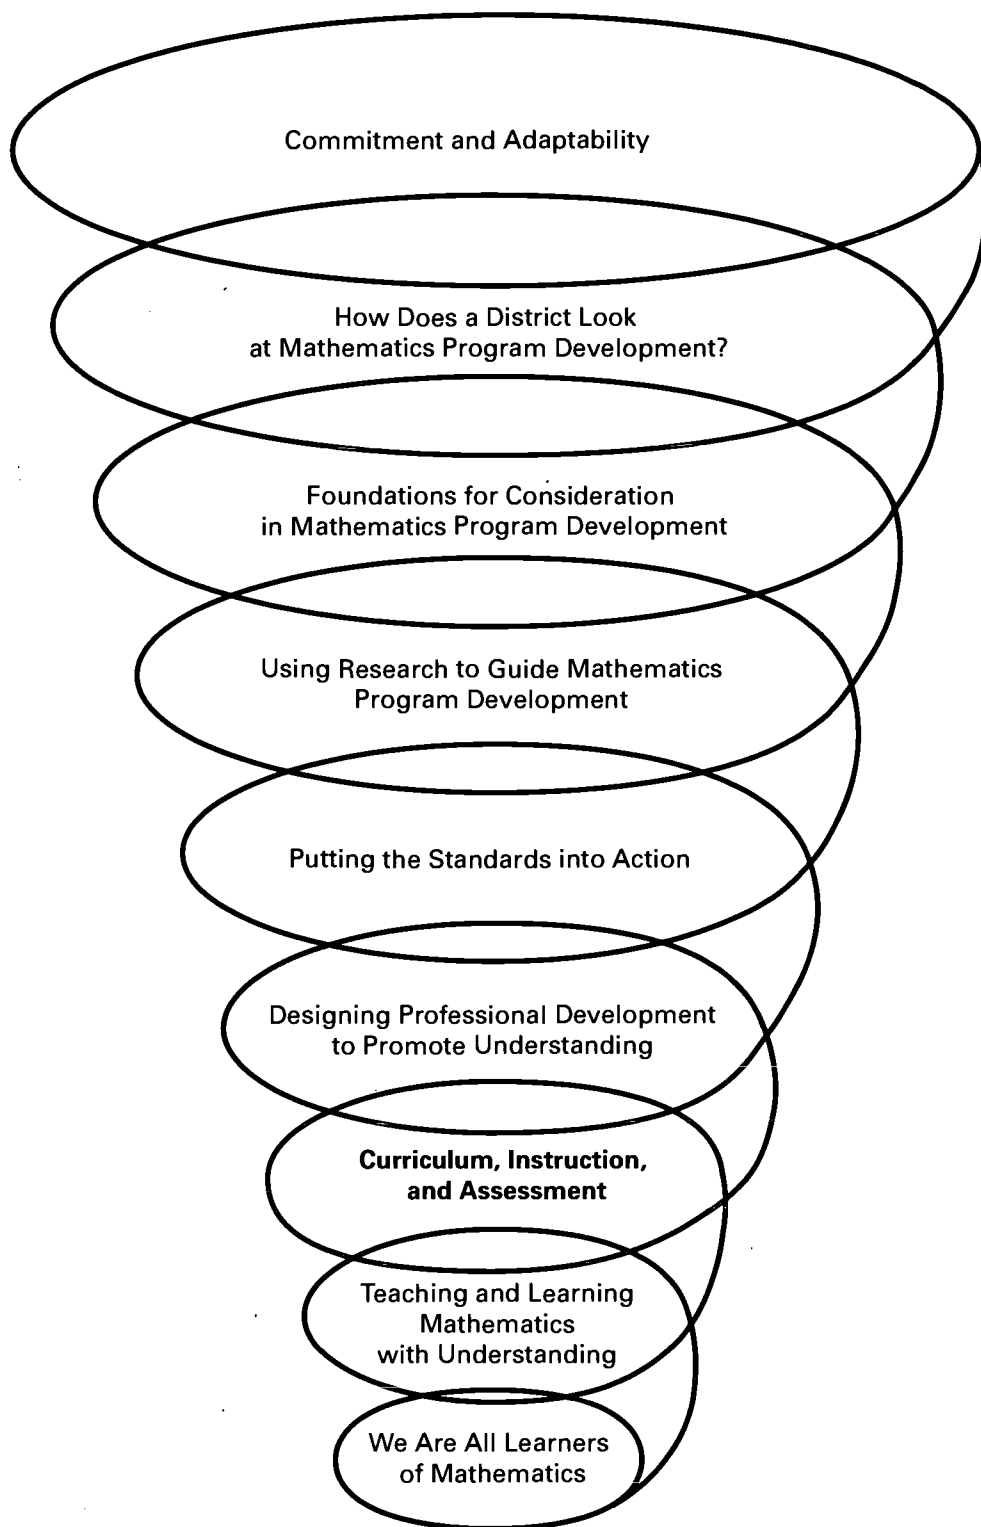 Commitment and Adaptability
How Does a District Look
at Mathematics Program Development?
Foundations for Consideration
in Mathematics Program Development
Using Research to Guide Mathematics
Program Development
Putting the Standards into Action
Designing Professional Development
to Promote Understanding
Curriculum, Instruction,
and Assessment
Teaching and Learning
Mathematics
with Understanding
We Are All Learners
of Mathematics